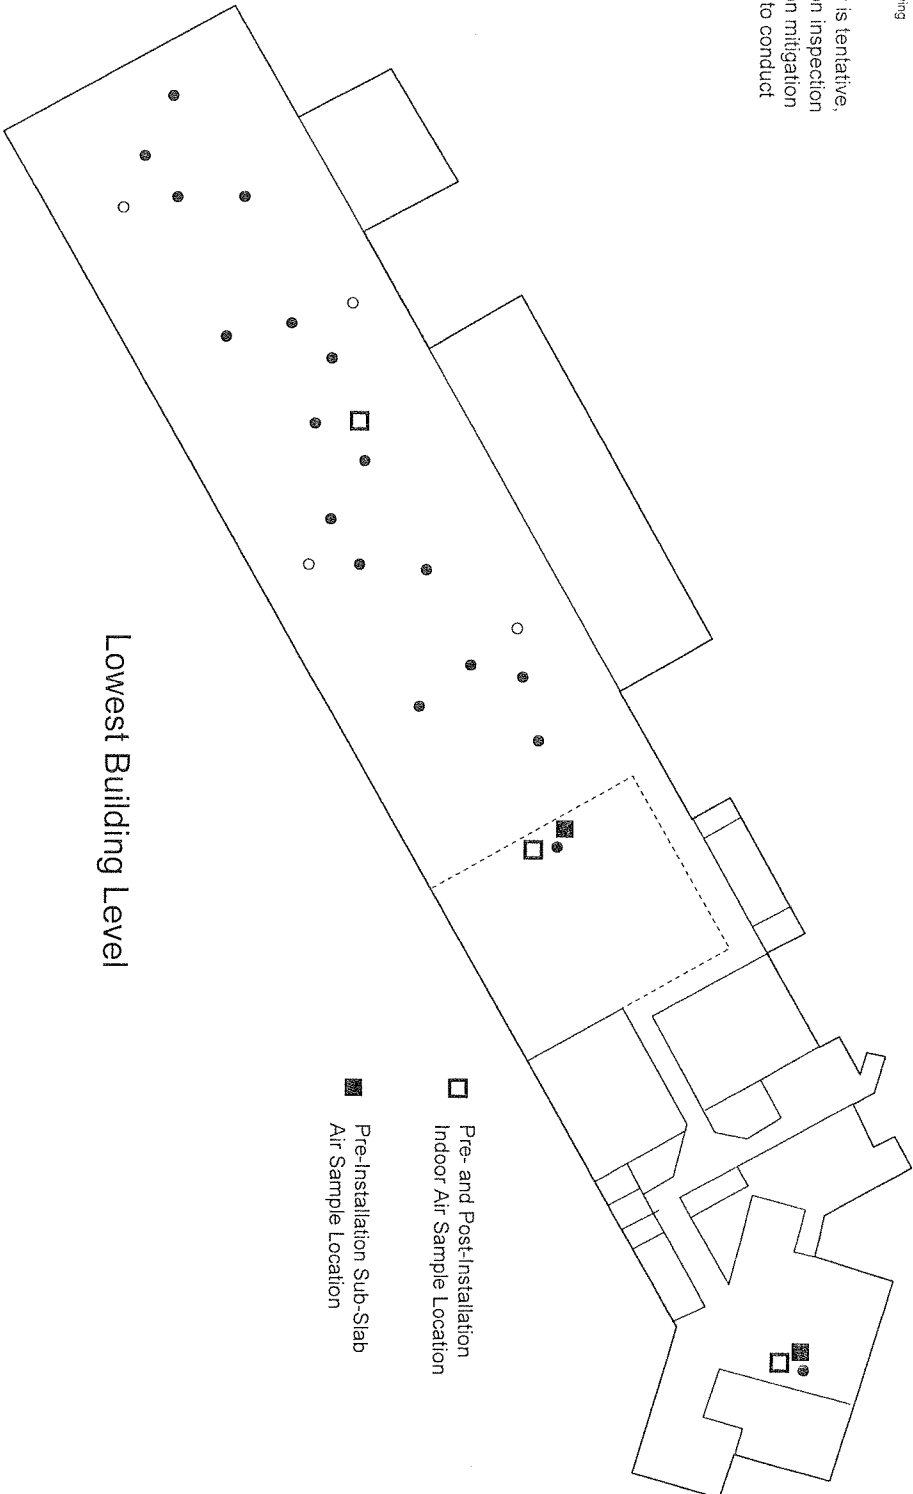 is tentative,
inspection
mitigation
to conduct
Pre- and Post-Installation
Indoor Air Sample Location
Pre-Installation Sub-Slab
Air Sample Location
Lowest Building Level